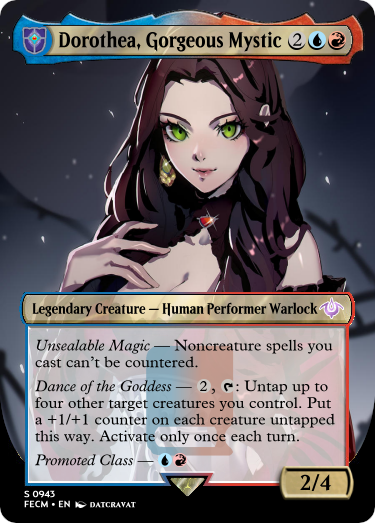 Dorothea, Gorgeous Mystic 2
Legendary Creature — Human Performer Warlock
Unsealable Magic — Noncreature spells you
cast can't be countered.
Dance of the Goddess — 2, : Untap up to
four other target creatures you control. Put
a +1/+1 counter on each creature untapped
this way. Activate only once each turn.
Promoted Class —
2/4
S 0943
FECM • EN DATCRAVAT